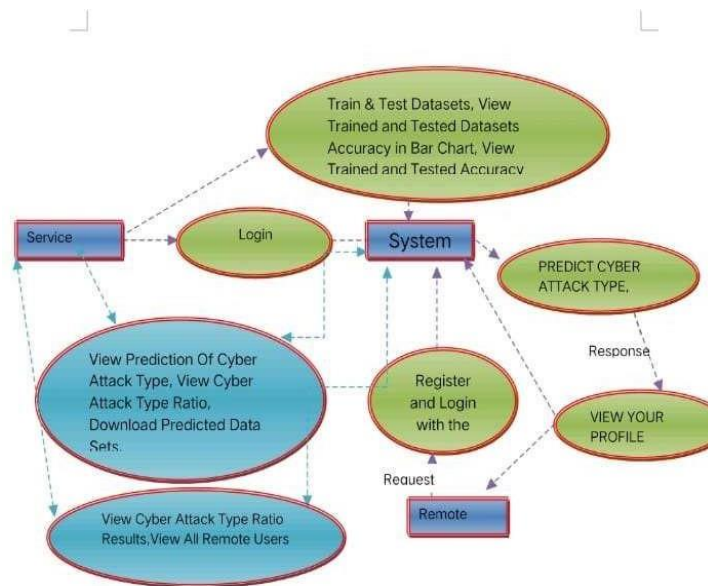 Train & Test Datasets, View
Trained and Tested Datasets
Accuracy in Bar Chart, View
Trained and Tested Accuracy
Service
Login
System
PREDICT CYBER
ATTACK TYPE,
Response
View Prediction Of Cyber
Attack Type, View Cyber
Attack Type Ratio,
Download Predicted Data
Sets.
Register
and Login
with the
VIEW YOUR
PROFILE
Request
Remote
View Cyber Attack Type Ratio
Results,View All Remote Users